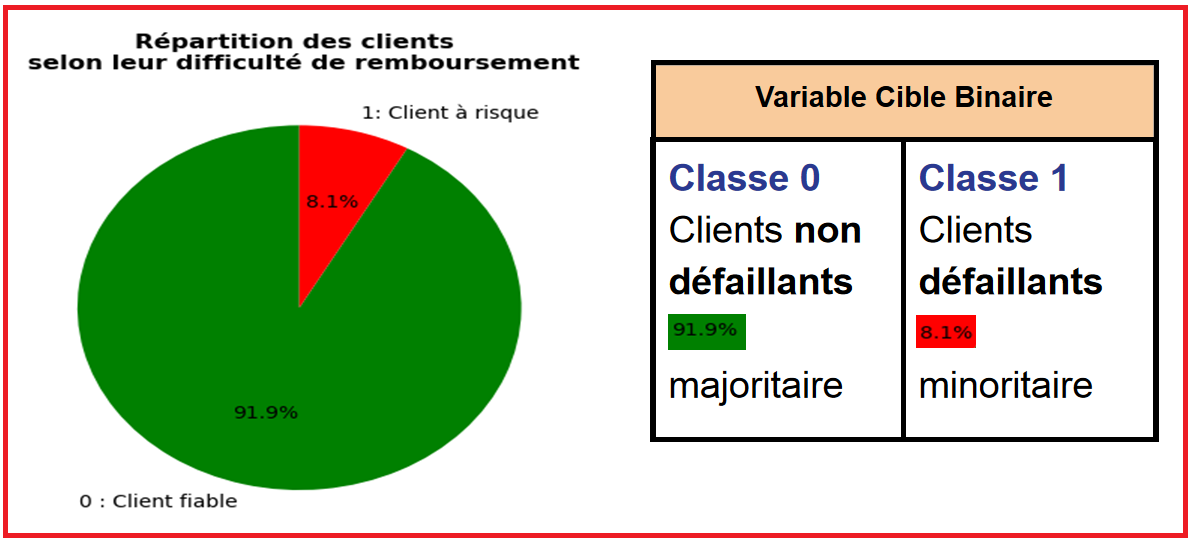 Répartition des clients
selon leur difficulté de remboursement
1: Client à risque
8.1%
91.9%
0 : Client fiable
Variable Cible Binaire
Classe 0
Clients non
défaillants
91.9%
majoritaire
Classe 1
Clients
défaillants
8.1%
minoritaire